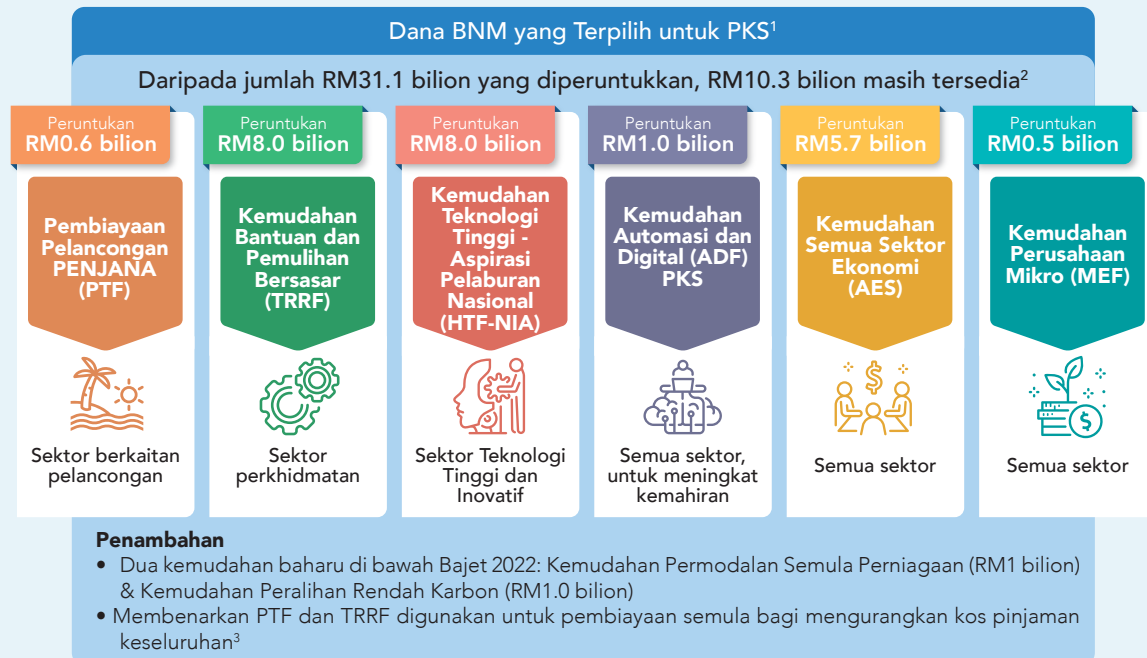 Dana BNM yang Terpilih untuk PKS¹
Daripada jumlah RM31.1 bilion yang diperuntukkan, RM10.3 bilion masih tersedia²
Peruntukan
RM0.6 bilion
Pembiayaan
Pelancongan
PENJANA
(PTF)
Sektor berkaitan
pelancongan
Peruntukan
RM8.0 bilion
Kemudahan
Bantuan dan
Pemulihan
Bersasar
(TRRF)
Sektor
perkhidmatan
Peruntukan
RM8.0 bilion
Kemudahan
Teknologi
Tinggi -
Aspirasi
Pelaburan
Nasional
(HTF-NIA)
Sektor Teknologi
Tinggi dan
Inovatif
Peruntukan
RM1.0 bilion
Kemudahan
Automasi dan
Digital (ADF)
PKS
Semua sektor,
untuk meningkat
kemahiran
Peruntukan
RM5.7 bilion
Kemudahan
Semua Sektor
Ekonomi
(AES)
Semua sektor
Peruntukan
RM0.5 bilion
Kemudahan
Perusahaan
Mikro (MEF)
Semua sektor
Penambahan
• Dua kemudahan baharu di bawah Bajet 2022: Kemudahan Permodalan Semula Perniagaan (RM1 bilion)
& Kemudahan Peralihan Rendah Karbon (RM1.0 bilion)
• Membenarkan PTF dan TRRF digunakan untuk pembiayaan semula bagi mengurangkan kos pinjaman
keseluruhan³